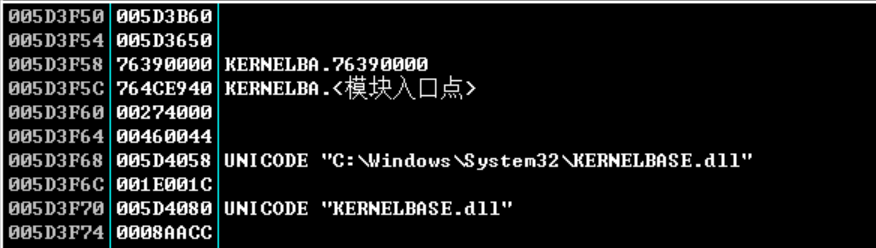 005D3F50 005D3B60
005D3F54 005D3650
005D3F58 76390000 KERNELBA.76390000
005D3F5C 764CE940 KERNELBA.<模块入口点>
005D3F60 00274000
005D3F64 00460044
005D3F68 005D4058 UNICODE "C:\Windows\System32\KERNELBASE.dll"
005D3F6C 001E001C
005D3F70 005D4080 UNICODE "KERNELBASE.dll"
005D3F74 0008AACC